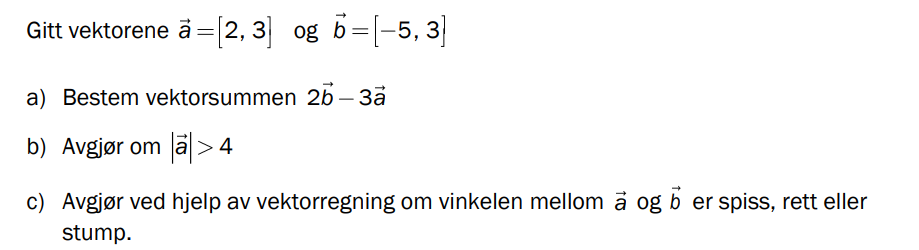 Gitt vektorene $\vec{a} = [2, 3]$ og $\vec{b} = [-5, 3]$
a) Bestem vektorsummen $2\vec{b} - 3\vec{a}$
b) Avgjør om $|\vec{a}| > 4$
c) Avgjør ved hjelp av vektorregning om vinkelen mellom $\vec{a}$ og $\vec{b}$ er spiss, rett eller
stump.